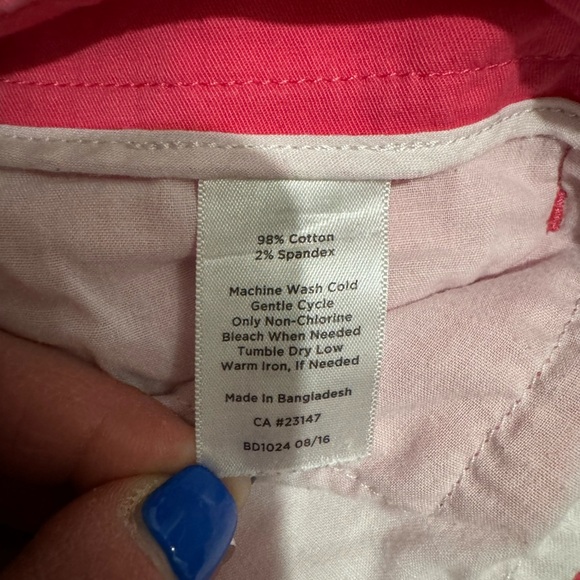 98% Cotton
2% Spandex
Machine Wash Cold
Gentle Cycle
Only Non-Chlorine
Bleach When Needed
Tumble Dry Low
Warm Iron, If Needed
Made In Bangladesh
CA #23147
BD1024 08/16